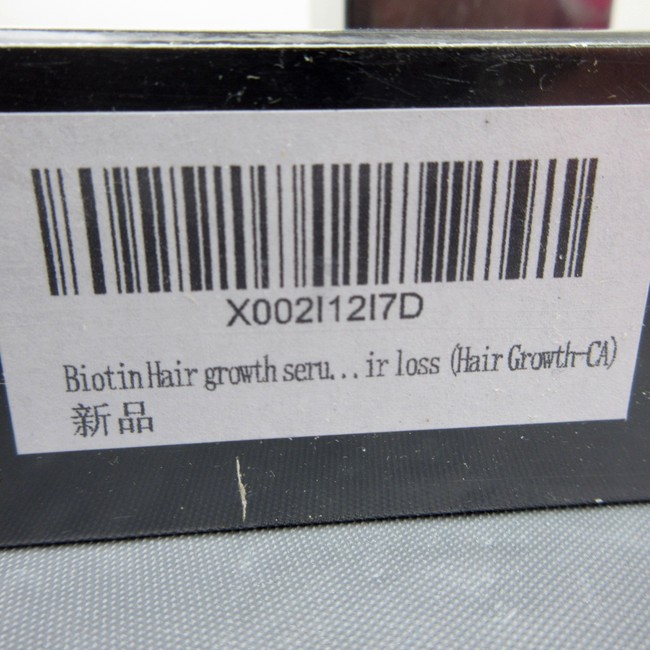 X002I12I7D
Biotin Hair growth seru...ir loss (Hair Growth-CA)
新品